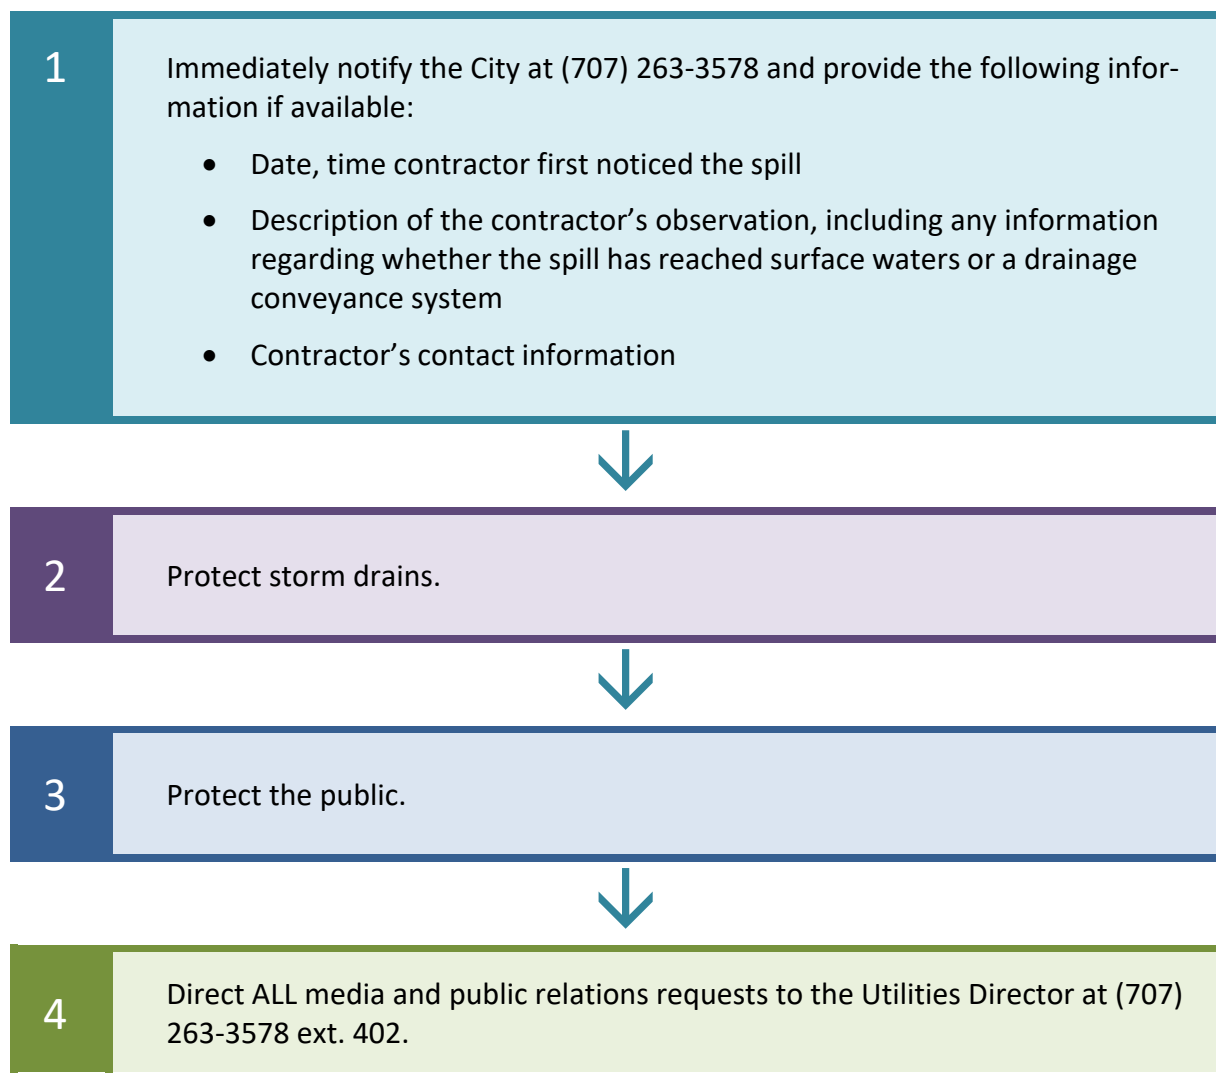 1
Immediately notify the City at (707) 263-3578 and provide the following infor-
mation if available:
• Date, time contractor first noticed the spill
• Description of the contractor’s observation, including any information
regarding whether the spill has reached surface waters or a drainage
conveyance system
• Contractor’s contact information
2
Protect storm drains.
3
Protect the public.
4
Direct ALL media and public relations requests to the Utilities Director at (707)
263-3578 ext. 402.